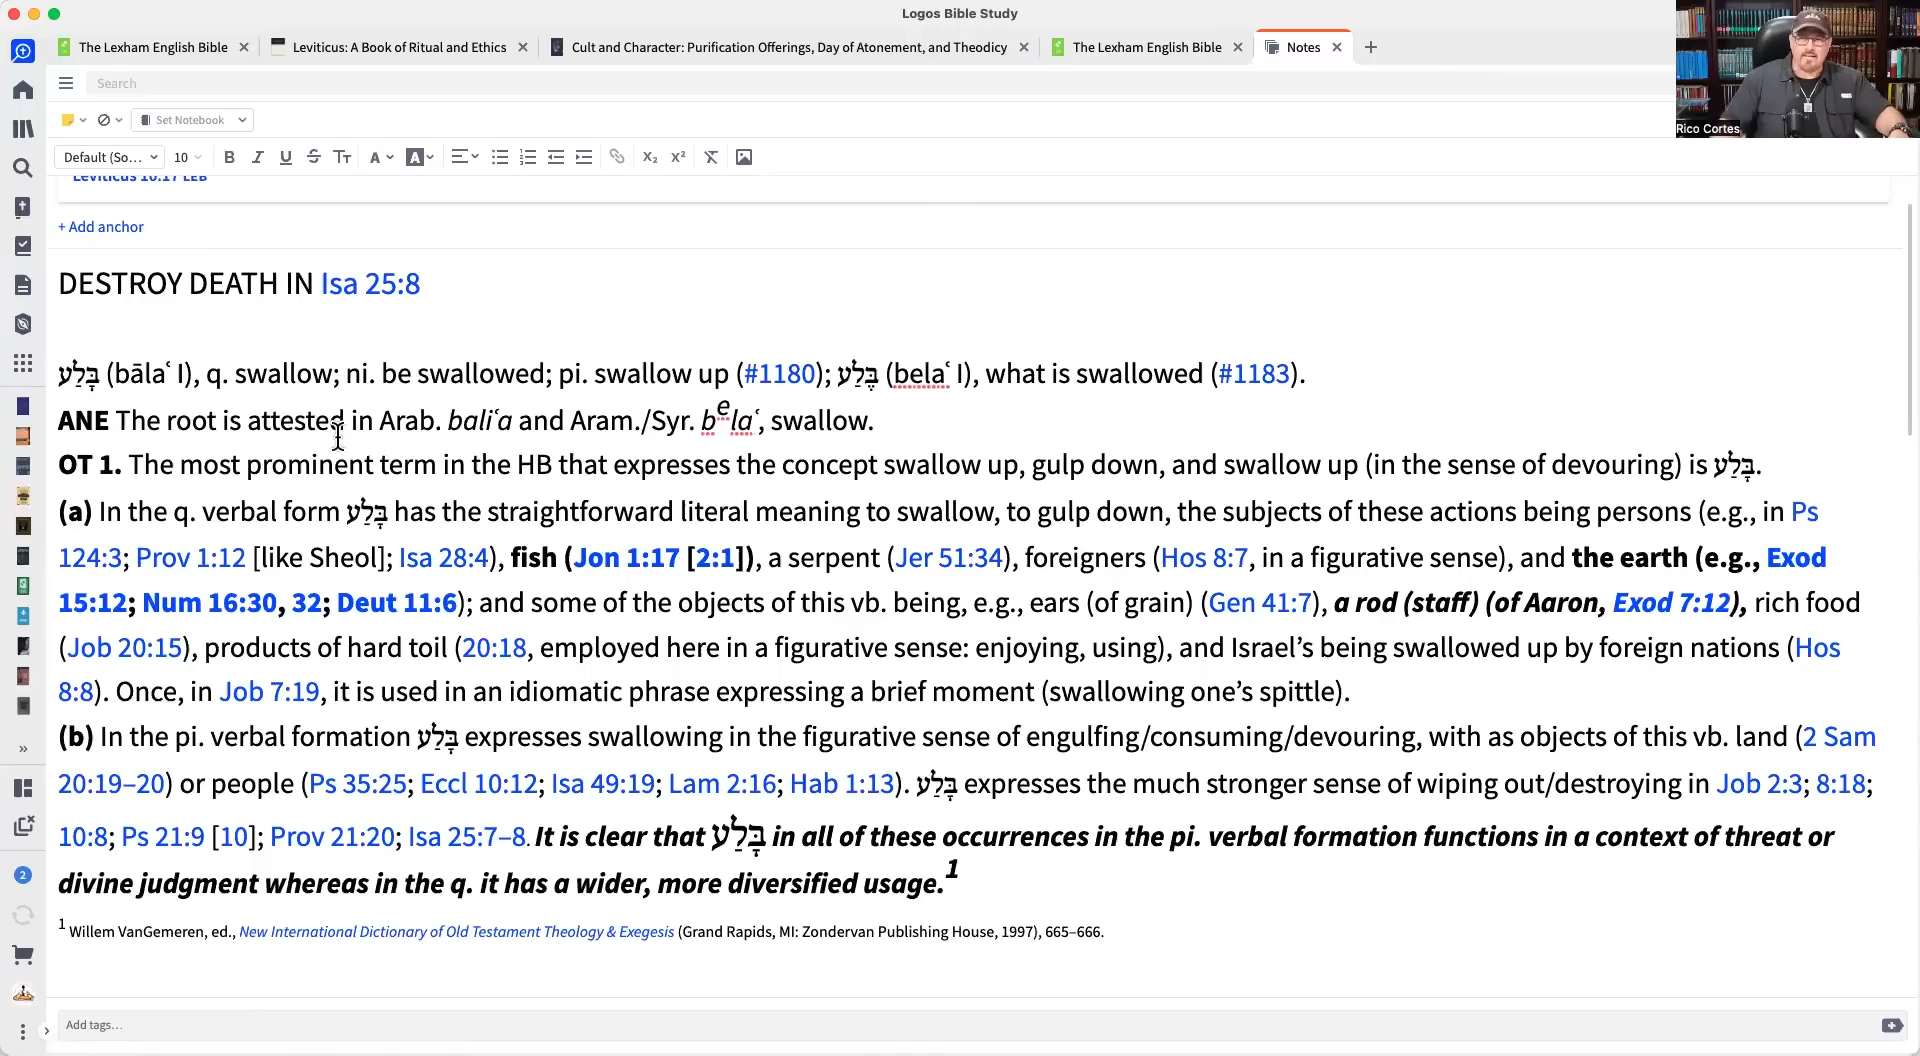 Logos Bible Study
The Lexham English Bible
Leviticus: A Book of Ritual and Ethics
Cult and Character: Purification Offerings, Day of Atonement, and Theodicy
The Lexham English Bible
Notes
Search
Rico Cortes
Set Notebook
Default (So... 10
Leviticus 10:17 LEB
+ Add anchor
DESTROY DEATH IN Isa 25:8
בָּלַע (bālaʿ I), q. swallow; ni. be swallowed; pi. swallow up (#1180); בֶּלַע (belaʿ I), what is swallowed (#1183).
ANE The root is attested in Arab. baliʿa and Aram./Syr. bᵉlaʿ, swallow.
OT 1. The most prominent term in the HB that expresses the concept swallow up, gulp down, and swallow up (in the sense of devouring) is בָּלַע.
(a) In the q. verbal form בָּלַע has the straightforward literal meaning to swallow, to gulp down, the subjects of these actions being persons (e.g., in Ps
124:3; Prov 1:12 [like Sheol]; Isa 28:4), fish (Jon 1:17 [2:1]), a serpent (Jer 51:34), foreigners (Hos 8:7, in a figurative sense), and the earth (e.g., Exod
15:12; Num 16:30, 32; Deut 11:6); and some of the objects of this vb. being, e.g., ears (of grain) (Gen 41:7), a rod (staff) (of Aaron, Exod 7:12), rich food
(Job 20:15), products of hard toil (20:18, employed here in a figurative sense: enjoying, using), and Israel’s being swallowed up by foreign nations (Hos
8:8). Once, in Job 7:19, it is used in an idiomatic phrase expressing a brief moment (swallowing one’s spittle).
(b) In the pi. verbal formation בָּלַע expresses swallowing in the figurative sense of engulfing/consuming/devouring, with as objects of this vb. land (2 Sam
20:19–20) or people (Ps 35:25; Eccl 10:12; Isa 49:19; Lam 2:16; Hab 1:13). בָּלַע expresses the much stronger sense of wiping out/destroying in Job 2:3; 8:18;
10:8; Ps 21:9 [10]; Prov 21:20; Isa 25:7–8. It is clear that בָּלַע in all of these occurrences in the pi. verbal formation functions in a context of threat or
divine judgment whereas in the q. it has a wider, more diversified usage.¹
¹ Willem VanGemeren, ed., New International Dictionary of Old Testament Theology & Exegesis (Grand Rapids, MI: Zondervan Publishing House, 1997), 665–666.
2
Add tags...